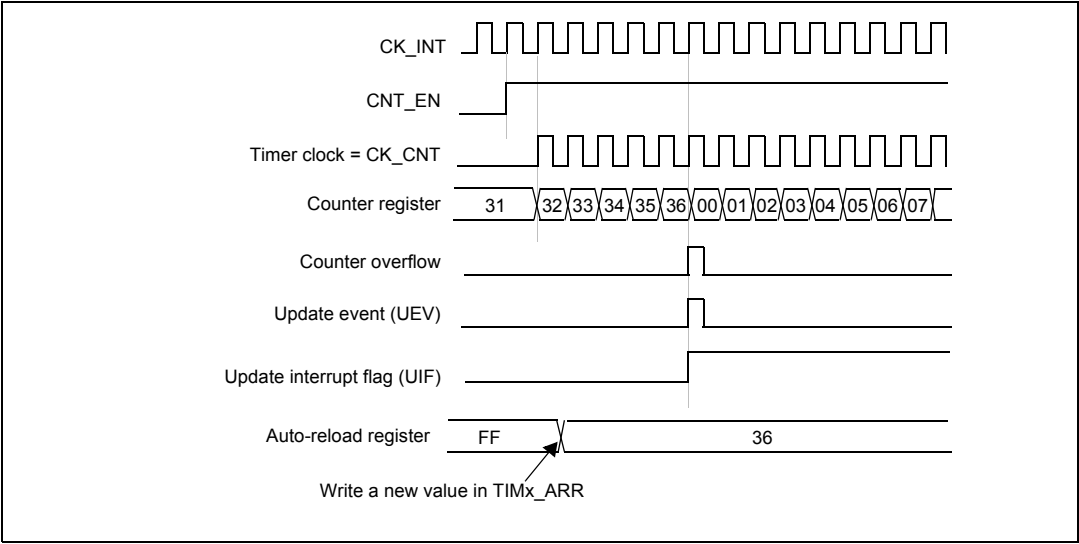 CK_INT
CNT_EN
Timer clock = CK_CNT
Counter register 31 32 33 34 35 36 00 01 02 03 04 05 06 07
Counter overflow
Update event (UEV)
Update interrupt flag (UIF)
Auto-reload register FF 36
Write a new value in TIMx_ARR